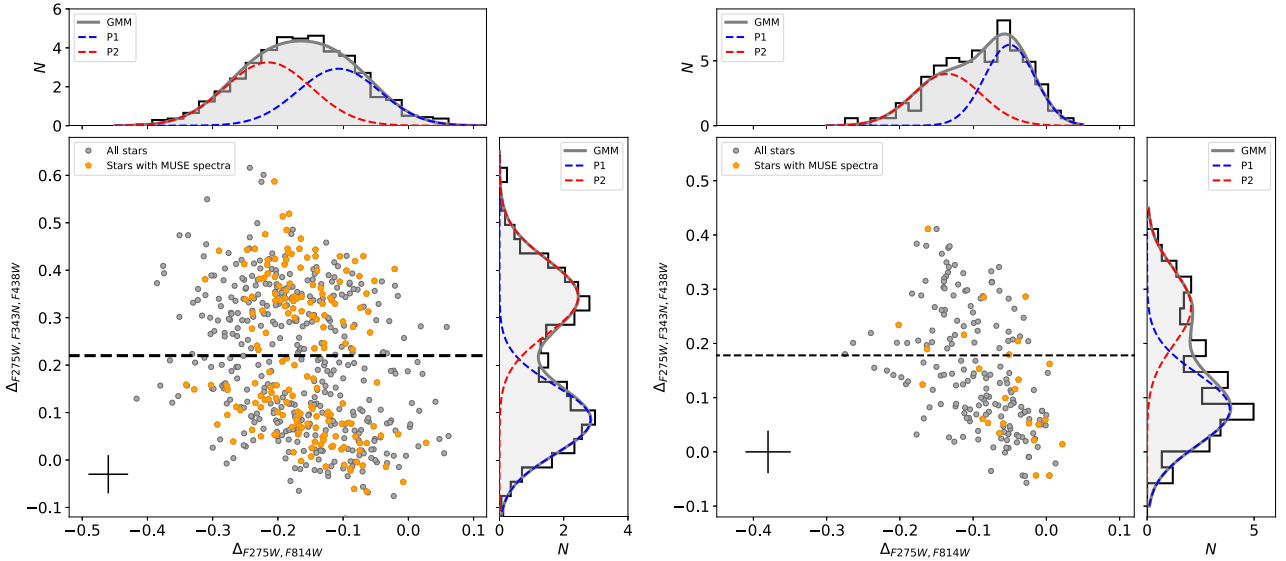 6
4
2
0
N
GMM
P1
P2
0.6
0.5
0.4
0.3
0.2
0.1
0.0
−0.1
Δ_{F275W, F343N, F438W}
All stars
Stars with MUSE spectra
−0.5 −0.4 −0.3 −0.2 −0.1 0.0
Δ_{F275W, F814W}
GMM
P1
P2
0 2 4
N
5
0
N
GMM
P1
P2
0.5
0.4
0.3
0.2
0.1
0.0
−0.1
Δ_{F275W, F343N, F438W}
All stars
Stars with MUSE spectra
−0.4 −0.3 −0.2 −0.1 0.0 0.1
Δ_{F275W, F814W}
GMM
P1
P2
0 5
N